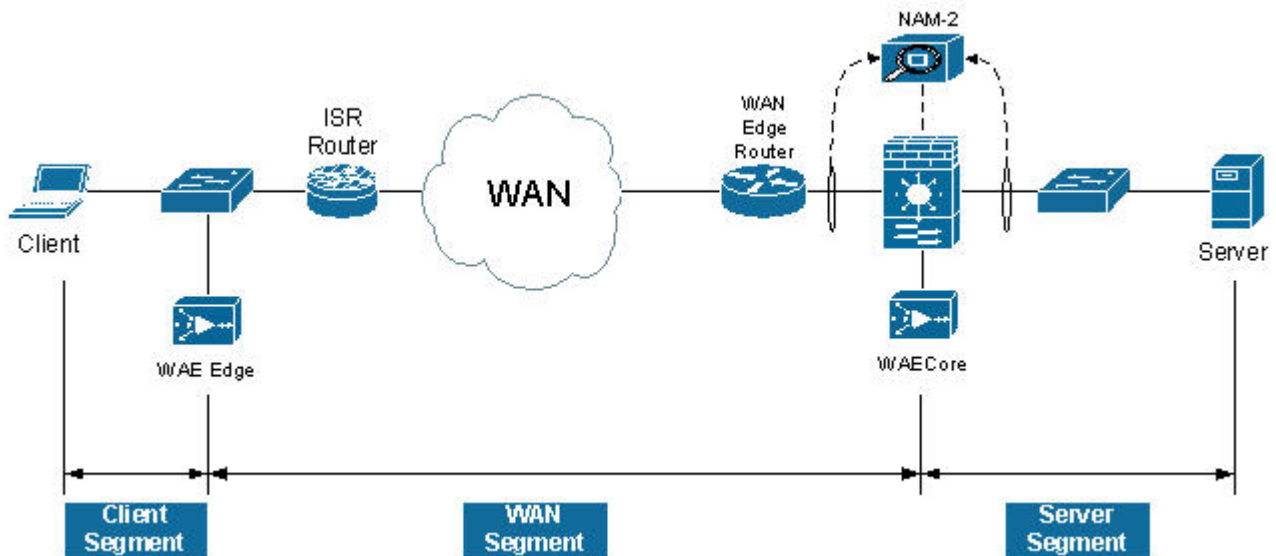 NAM-2
ISR
Router
WAN
Edge
Router
WAN
Client
Server
WAE Edge
WAECore
Client
Segment
WAN
Segment
Server
Segment